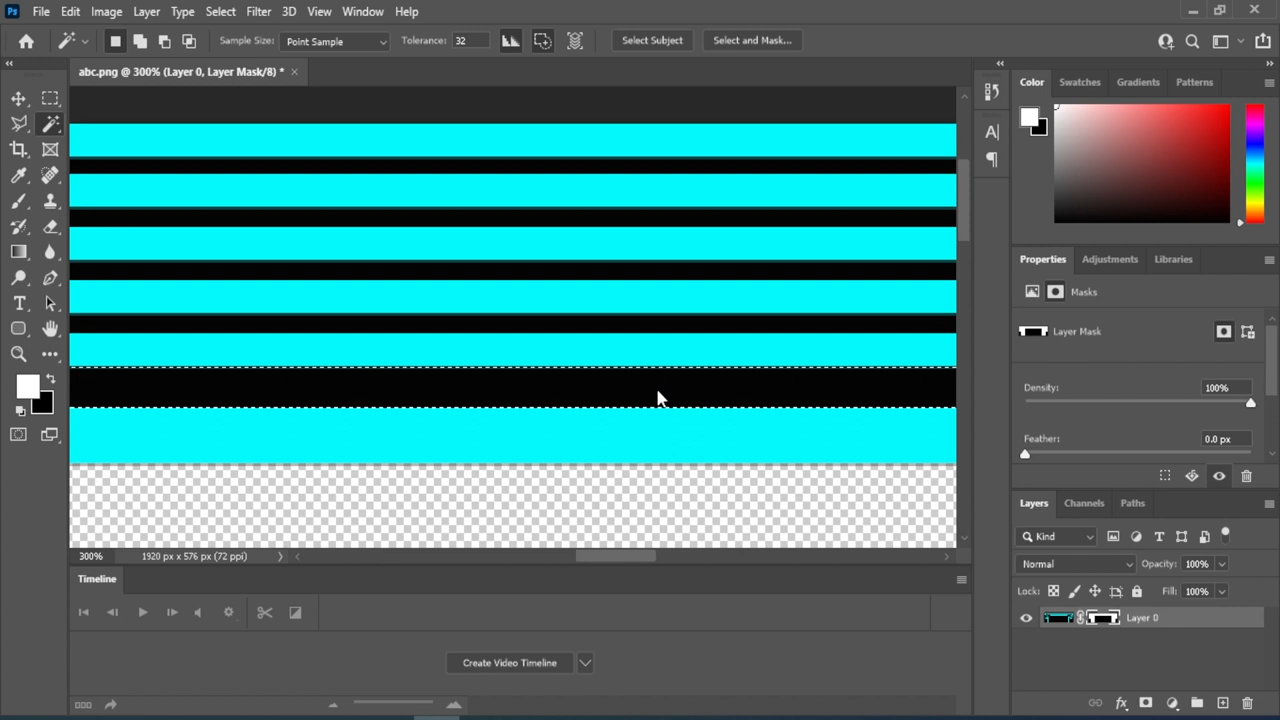 Ps File Edit Image Layer Type Select Filter 3D View Window Help
Sample Size: Point Sample Tolerance: 32 Select Subject Select and Mask...
abc.png @ 300% (Layer 0, Layer Mask/8) * ×
Color Swatches Gradients Patterns
Properties Adjustments Libraries
Masks
Layer Mask
Density: 100%
Feather: 0.0 px
Layers Channels Paths
Kind
Normal Opacity: 100%
Lock: Fill: 100%
Layer 0
300% 1920 px x 576 px (72 ppi)
Timeline
Create Video Timeline